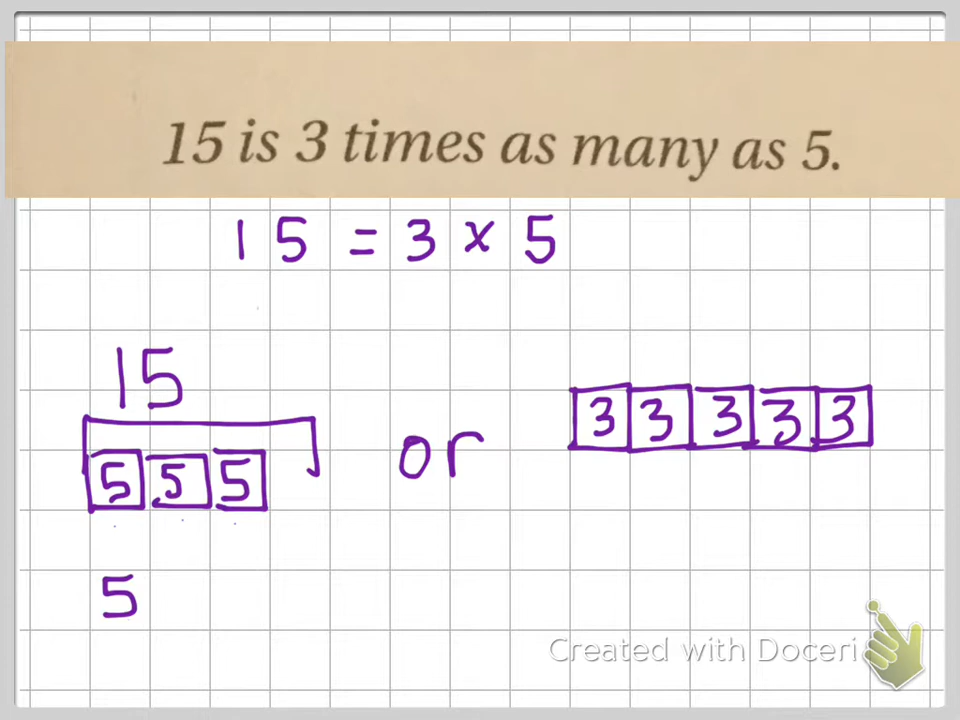 15 is 3 times as many as 5.
15 = 3 x 5
15
5 5 5
or
3 3 3 3 3
5
Created with Doceri